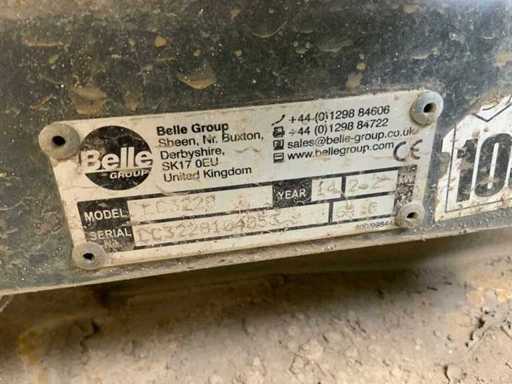 Belle
GROUP
Belle Group
Sheen, Nr. Buxton,
Derbyshire,
SK17 0EU
United Kingdom
+44 (0)1298 84606
+44 (0)1298 84722
sales@belle-group.co.uk
www.bellegroup.com
CE
MODEL
YEAR
SERIAL
No.
10